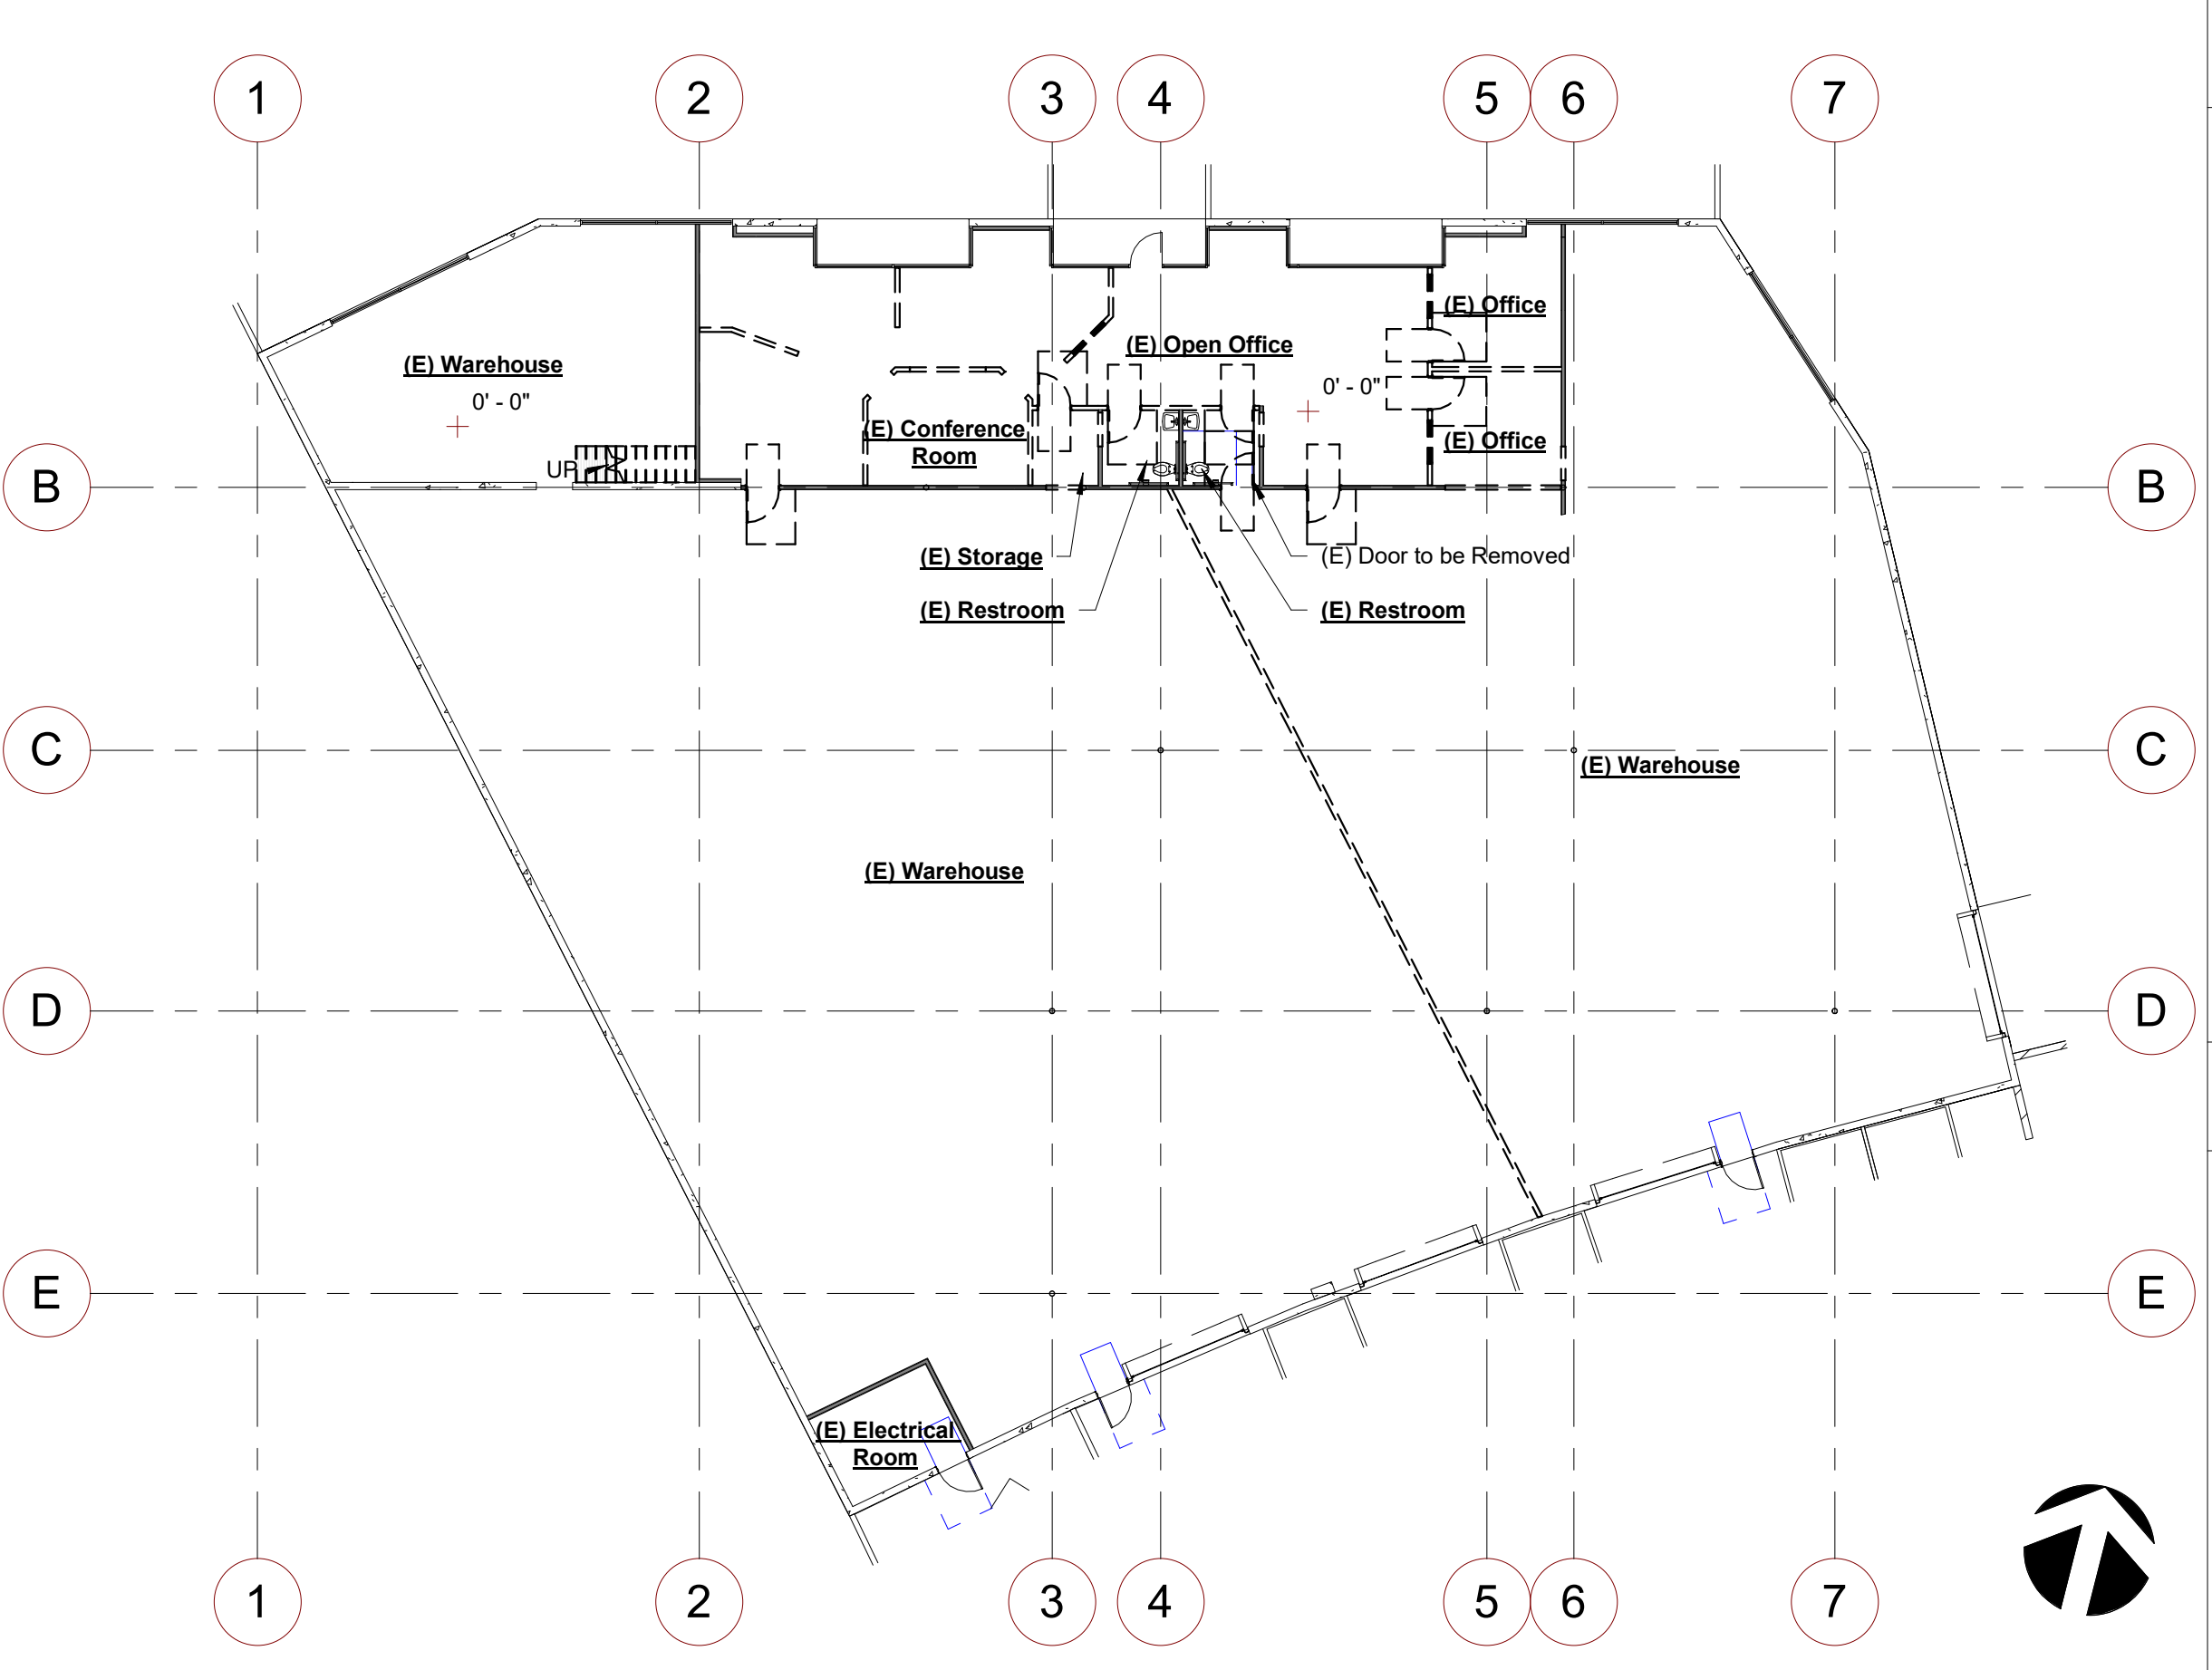 1 2 3 4 5 6 7
(E) Office
(E) Open Office
(E) Warehouse
0' - 0"
0' - 0"
(E) Conference
Room
(E) Office
UP
B B
(E) Storage
(E) Door to be Removed
(E) Restroom
(E) Restroom
C C
(E) Warehouse
(E) Warehouse
D D
E E
(E) Electrical
Room
1 2 3 4 5 6 7